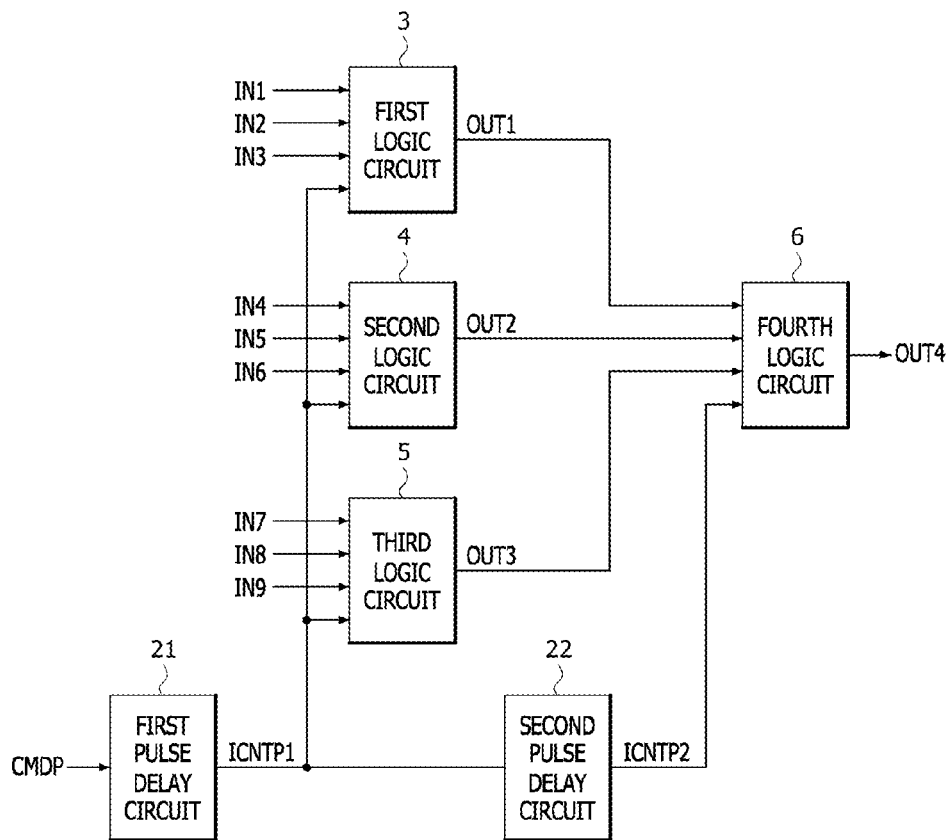 3
IN1
IN2
IN3
FIRST
LOGIC
CIRCUIT
OUT1
4
IN4
IN5
IN6
SECOND
LOGIC
CIRCUIT
OUT2
6
FOURTH
LOGIC
CIRCUIT
OUT4
5
IN7
IN8
IN9
THIRD
LOGIC
CIRCUIT
OUT3
21
CMDP
FIRST
PULSE
DELAY
CIRCUIT
ICNTP1
22
SECOND
PULSE
DELAY
CIRCUIT
ICNTP2